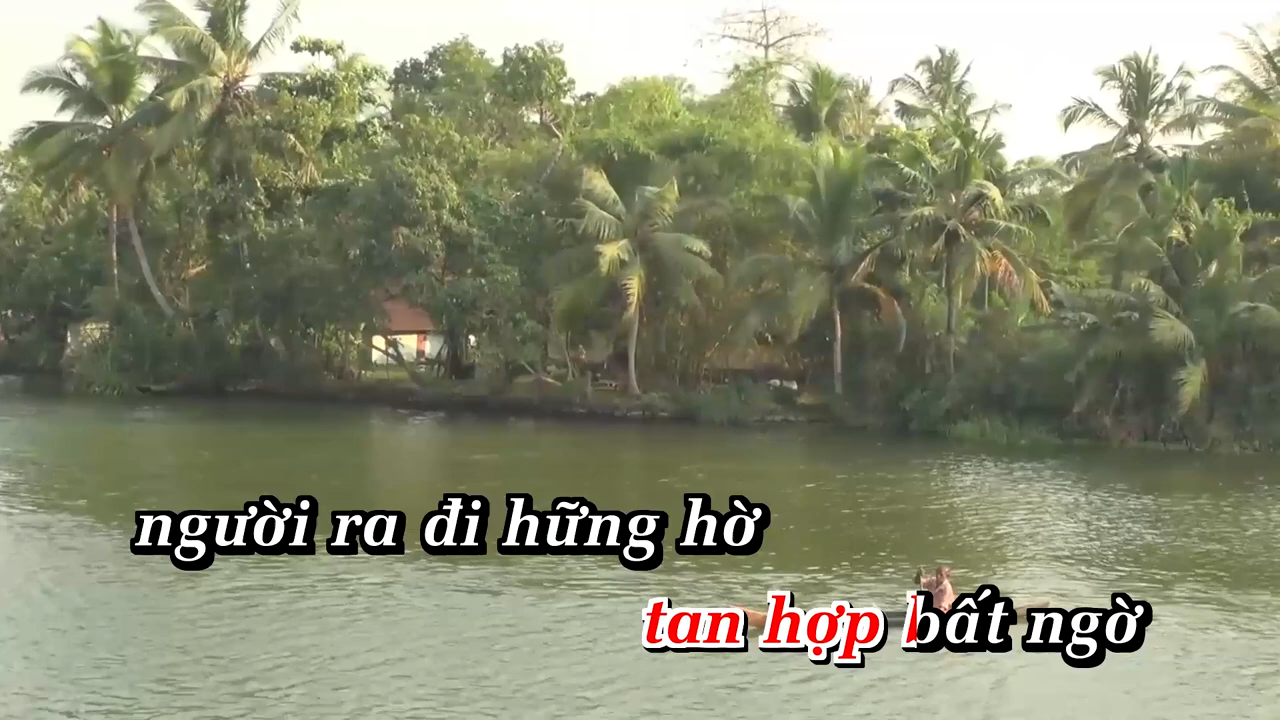 người ra đi hững hờ
tan hợp bất ngờ